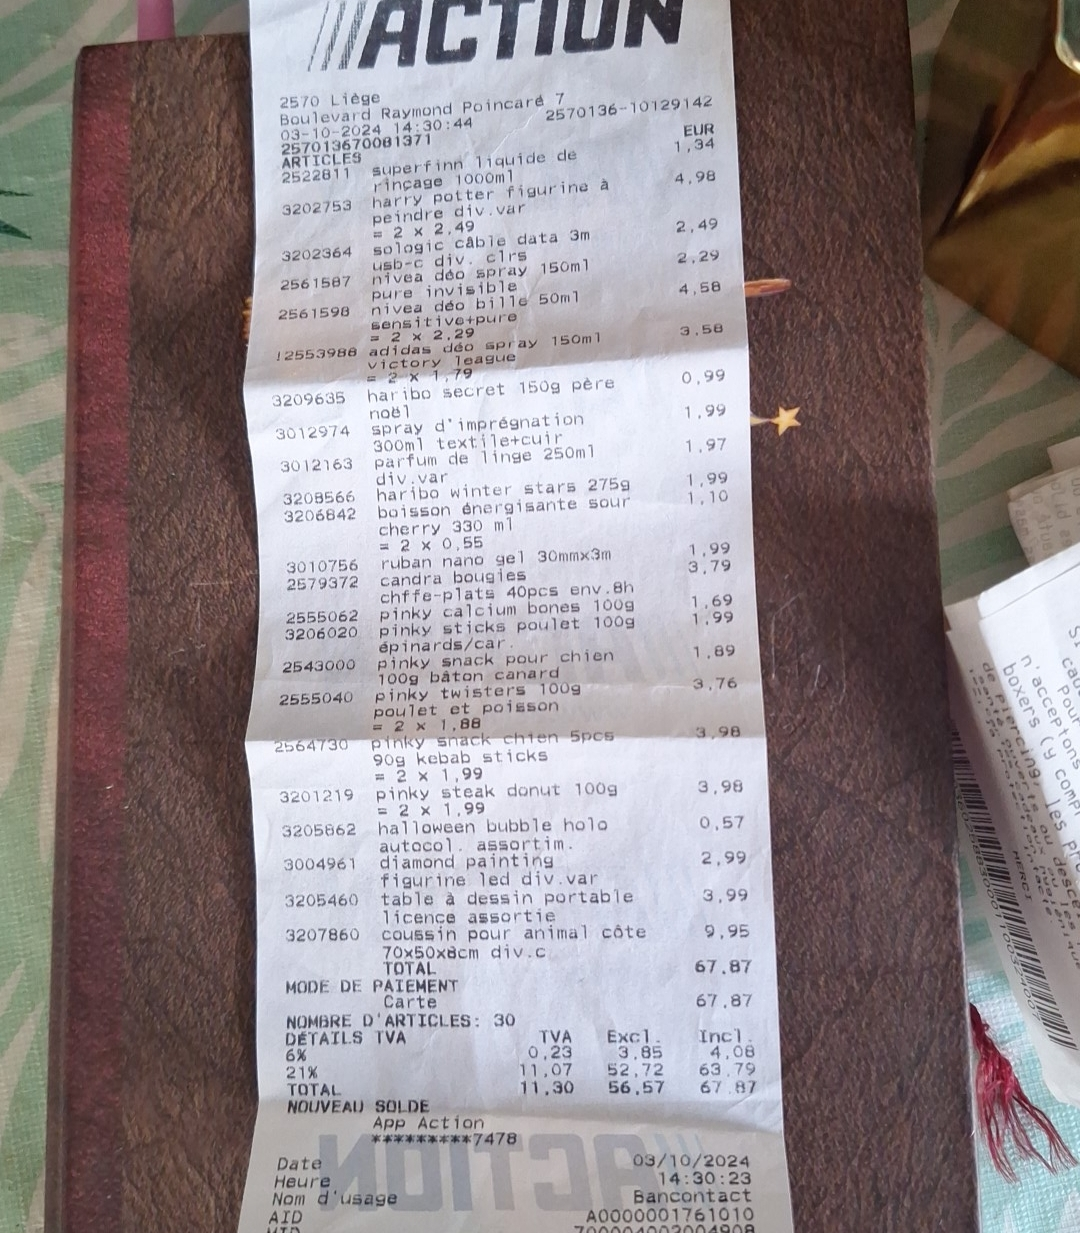 ACTION
2570 Liège
Boulevard Raymond Poincaré 7
03-10-2024 14:30:44 2570136-10129142
257013670081371
ARTICLES EUR
2522811 superfinn liquide de 1,34
rinçage 1000ml
3202753 harry potter figurine à 4,98
peindre div.var
= 2 x 2,49
3202364 sologic câble data 3m 2,49
usb-c div. clrs
2561587 nivea déo spray 150ml 2,29
pure invisible
2561598 nivea déo bille 50ml 4,58
sensitive+pure
= 2 x 2,29
!2553988 adidas déo spray 150ml 3,58
victory league
= 2 x 1,79
3209635 haribo secret 150g père 0,99
noël
3012974 spray d'imprégnation 1,99
300ml textile+cuir
3012163 parfum de linge 250ml 1,97
div.var
3208566 haribo winter stars 275g 1,99
3206842 boisson énergisante sour 1,10
cherry 330 ml
= 2 x 0,55
3010756 ruban nano gel 30mmx3m 1,99
2579372 candra bougies 3,79
chffe-plats 40pcs env.8h
2555062 pinky calcium bones 100g 1,69
3206020 pinky sticks poulet 100g 1,99
épinards/car.
2543000 pinky snack pour chien 1,89
100g bâton canard
2555040 pinky twisters 100g 3,76
poulet et poisson
= 2 x 1,88
2564730 pinky snack chien 5pcs 3,98
90g kebab sticks
= 2 x 1,99
3201219 pinky steak donut 100g 3,98
= 2 x 1,99
3205862 halloween bubble holo 0,57
autocol. assortim.
3004961 diamond painting 2,99
figurine led div.var
3205460 table à dessin portable 3,99
licence assortie
3207860 coussin pour animal côte 9,95
70x50x8cm div.c
TOTAL 67,87
MODE DE PAIEMENT
Carte 67,87
NOMBRE D'ARTICLES: 30
DÉTAILS TVA TVA Excl. Incl.
6% 0,23 3,85 4,08
21% 11,07 52,72 63,79
TOTAL 11,30 56,57 67,87
NOUVEAU SOLDE
App Action
*********7478
Date 03/10/2024
Heure 14:30:23
Nom d'usage Bancontact
AID A0000001761010
n'acceptons
boxers (y compr
de piercing,
les pro
MERCI